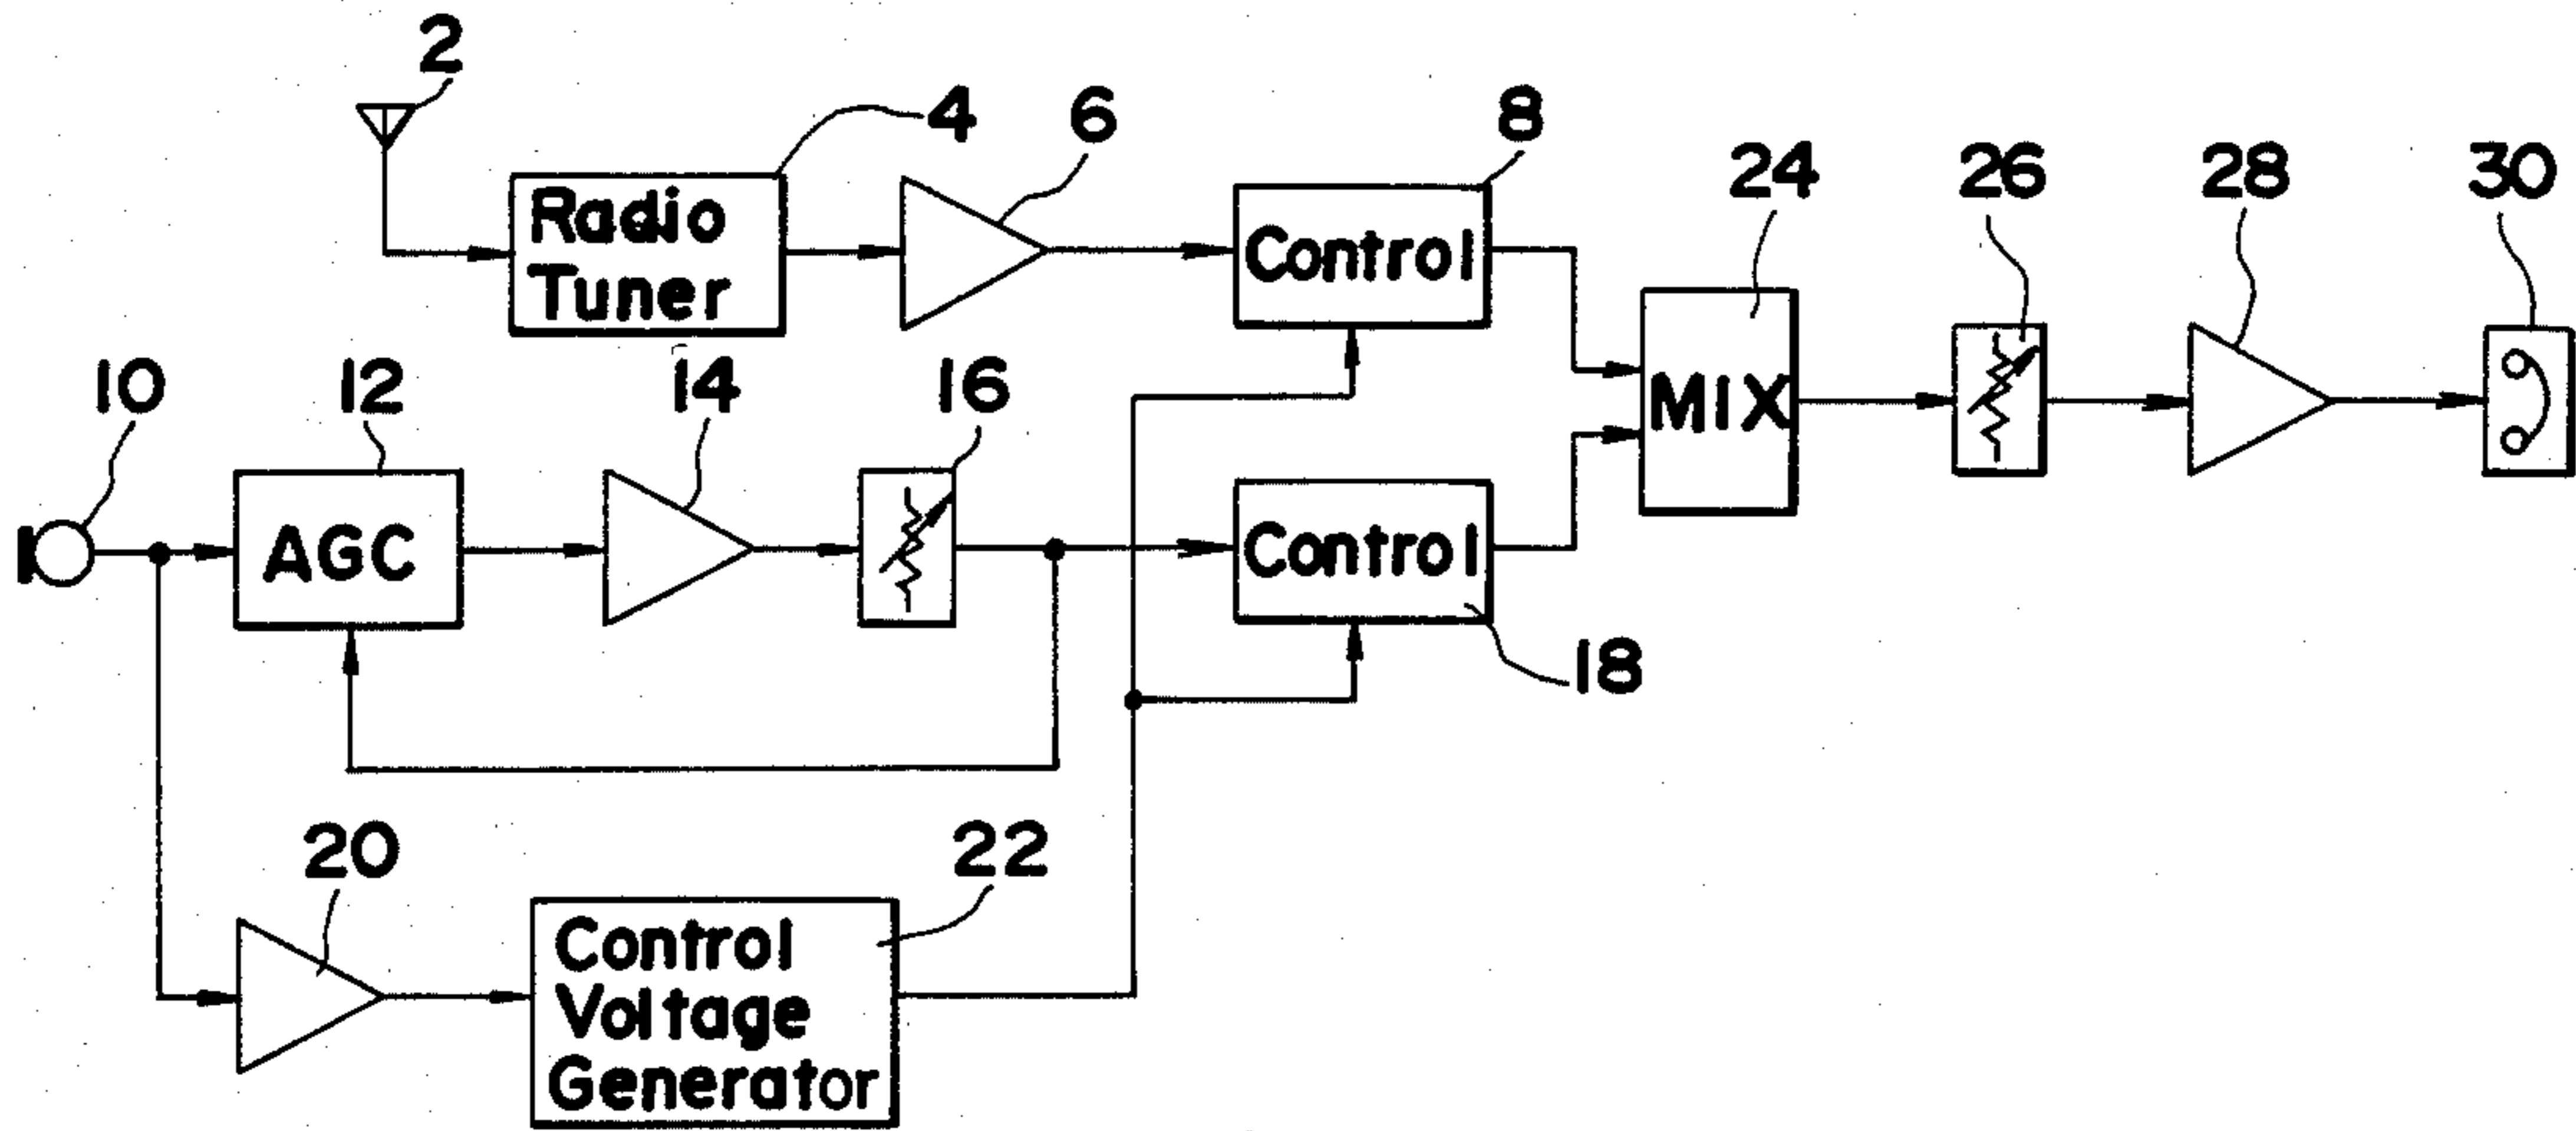 2
4
6
8
24
26
28
30
Radio
Tuner
Control
10
12
14
16
MIX
AGC
Control
18
20
22
Control
Voltage
Generator